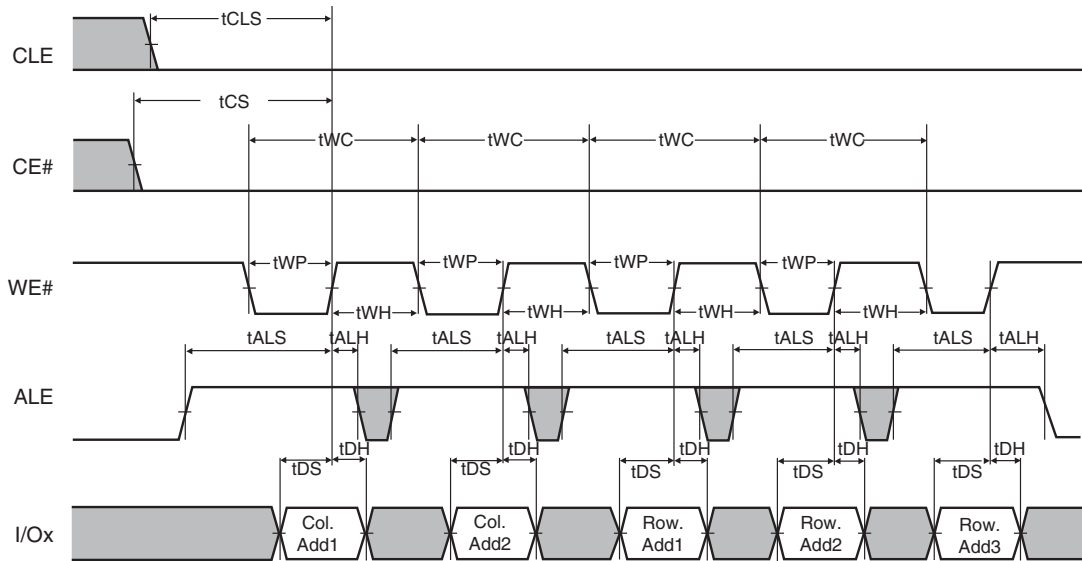 tCLS
CLE
tCS
tWC tWC tWC tWC
CE#
tWP tWP tWP tWP
WE#
tWH tWH tWH tWH
tALS tALH tALS tALH tALS tALH tALS tALH tALS tALH
ALE
tDH tDH tDH tDH tDH
tDS tDS tDS tDS tDS
I/Ox
Col. Col. Row. Row. Row.
Add1 Add2 Add1 Add2 Add3